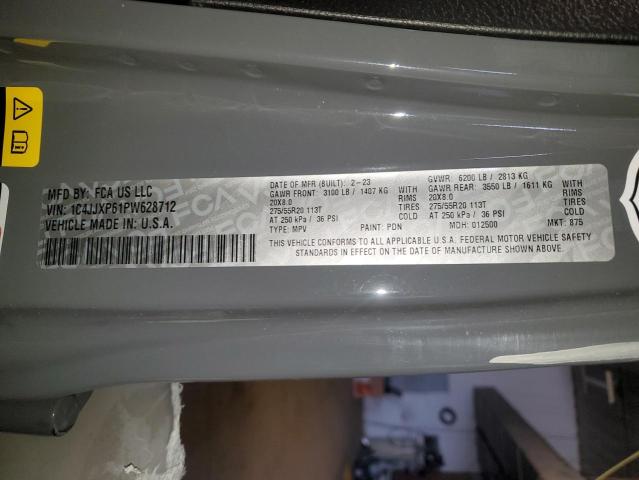 MFD BY: FCA US LLC
VIN: 1C4JJXP61PW628712
VEHICLE MADE IN: U.S.A.
DATE OF MFR (BUILT): 2-23
GAWR FRONT: 3100 LB / 1407 KG WITH
20X8.0 RIMS
275/55R20 113T TIRES
AT 250 kPa / 36 PSI
TYPE: MPV PAINT: PDN
GVWR: 6200 LB / 2813 KG
GAWR REAR: 3550 LB / 1611 KG WITH
20X8.0 RIMS
275/55R20 113T TIRES
AT 250 kPa / 36 PSI
MDH: 012500 MKT: 875
THIS VEHICLE CONFORMS TO ALL APPLICABLE U.S.A. FEDERAL MOTOR VEHICLE SAFETY
STANDARDS IN EFFECT ON THE DATE OF MANUFACTURE SHOWN ABOVE.